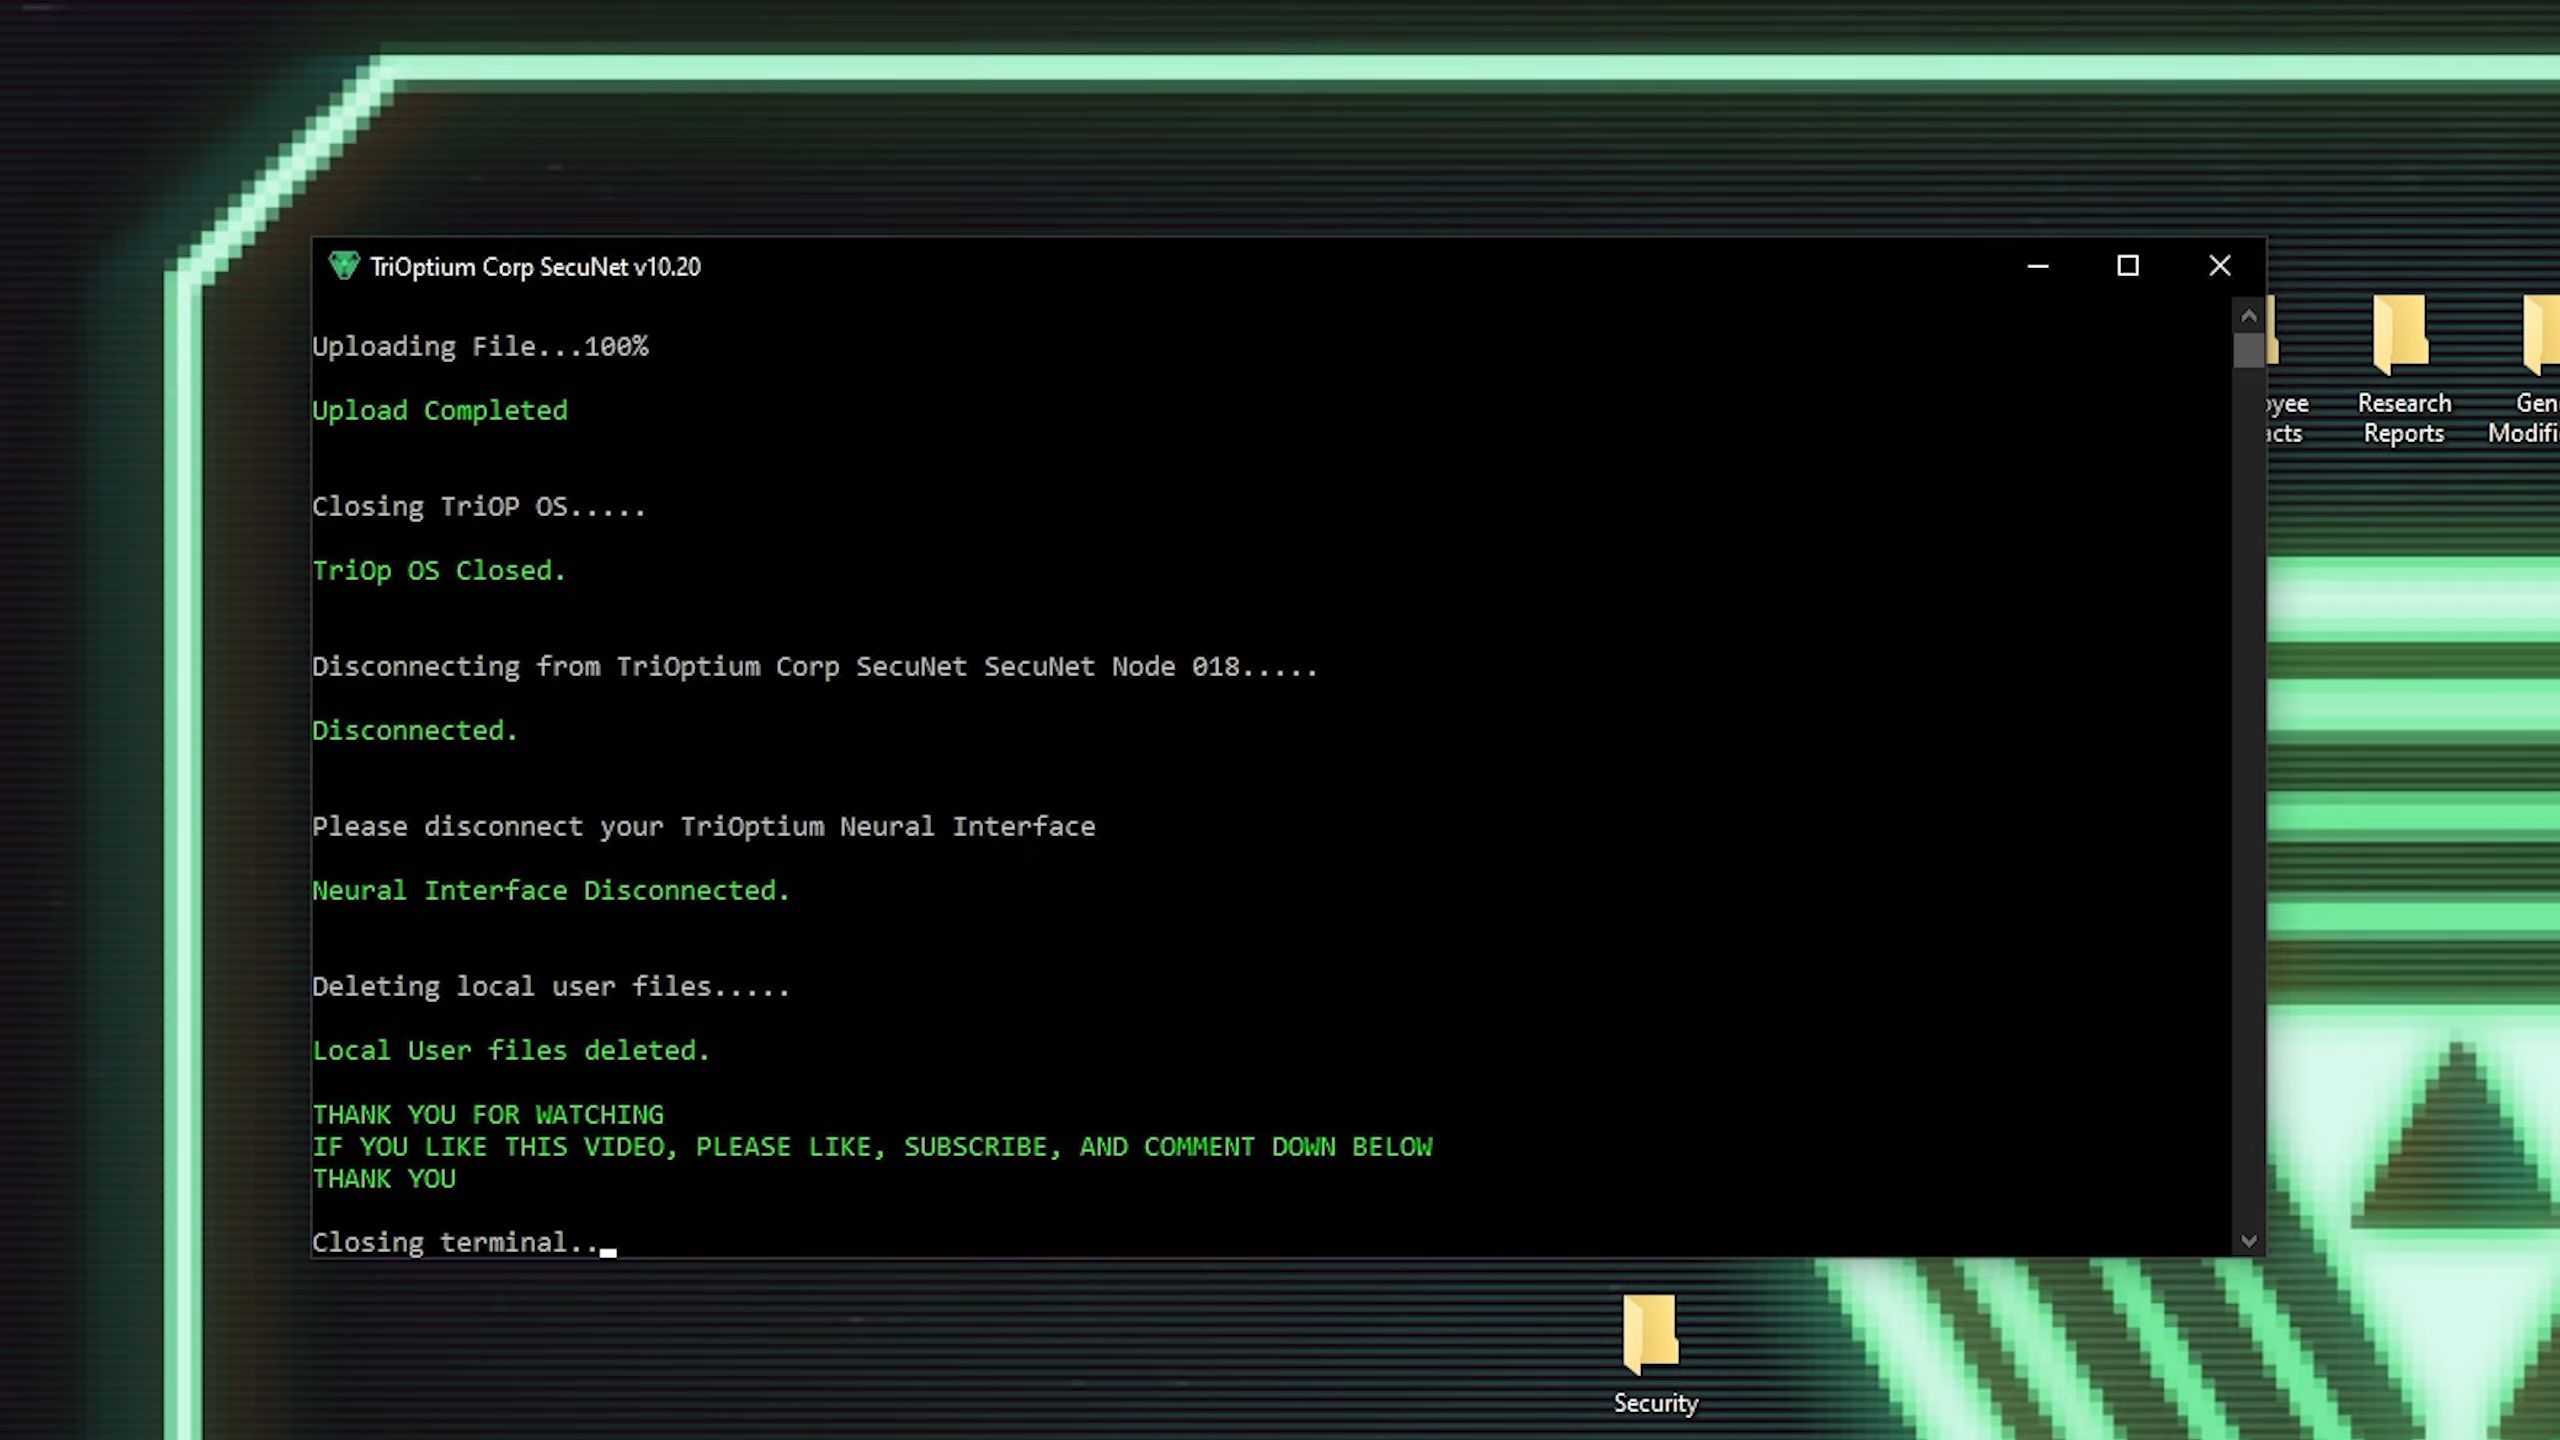 TriOptium Corp SecuNet v10.20
Uploading File...100%
Upload Completed
Closing TriOP OS.....
TriOp OS Closed.
Disconnecting from TriOptium Corp SecuNet SecuNet Node 018.....
Disconnected.
Please disconnect your TriOptium Neural Interface
Neural Interface Disconnected.
Deleting local user files.....
Local User files deleted.
THANK YOU FOR WATCHING
IF YOU LIKE THIS VIDEO, PLEASE LIKE, SUBSCRIBE, AND COMMENT DOWN BELOW
THANK YOU
Closing terminal..
Research
Reports
Security